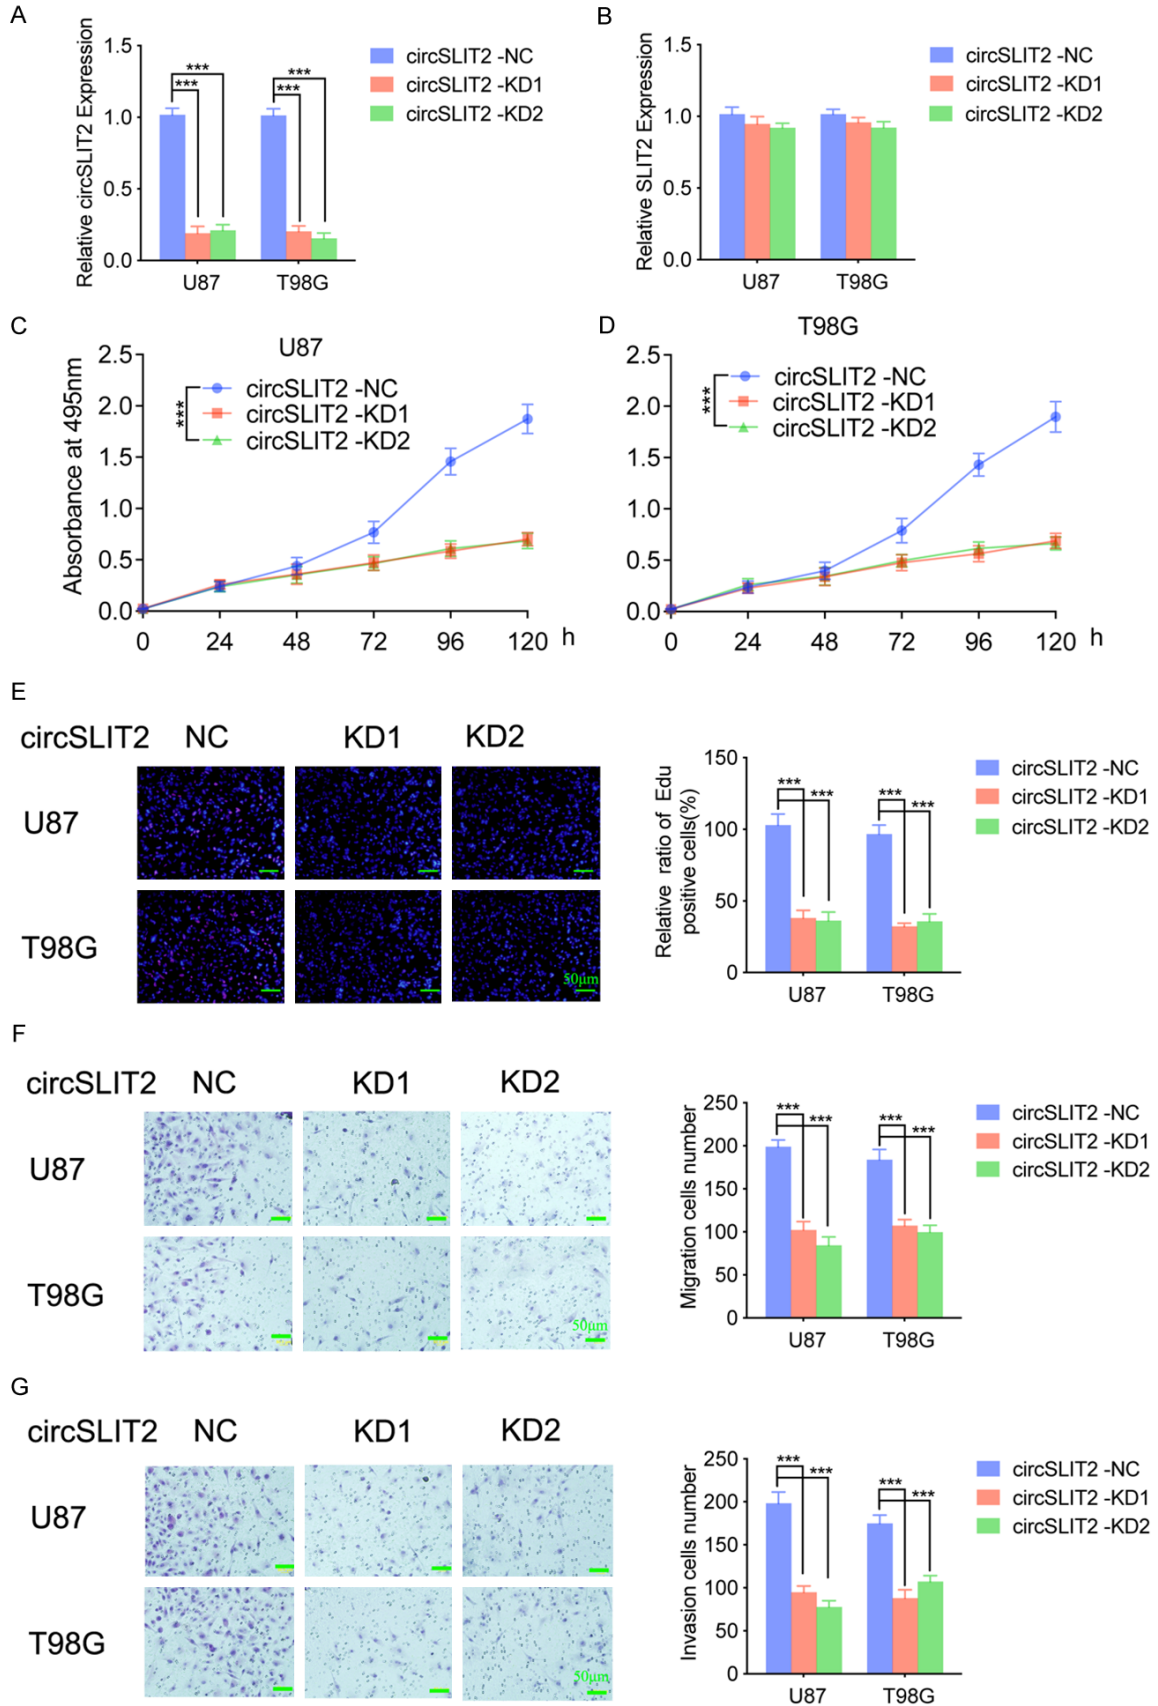 A
Relative circSLIT2 Expression
1.5
1.0
0.5
0.0
***
***
***
***
U87
T98G
circSLIT2 -NC
circSLIT2 -KD1
circSLIT2 -KD2
B
Relative SLIT2 Expression
1.5
1.0
0.5
0.0
U87
T98G
circSLIT2 -NC
circSLIT2 -KD1
circSLIT2 -KD2
C
U87
Absorbance at 495nm
2.5
2.0
1.5
1.0
0.5
0.0
***
circSLIT2 -NC
circSLIT2 -KD1
circSLIT2 -KD2
0 24 48 72 96 120 h
D
T98G
2.5
2.0
1.5
1.0
0.5
0.0
***
circSLIT2 -NC
circSLIT2 -KD1
circSLIT2 -KD2
0 24 48 72 96 120 h
E
circSLIT2 NC KD1 KD2
U87
T98G
50μm
Relative ratio of Edu
positive cells(%)
150
100
50
0
***
***
***
***
U87
T98G
circSLIT2 -NC
circSLIT2 -KD1
circSLIT2 -KD2
F
circSLIT2 NC KD1 KD2
U87
T98G
50μm
Migration cells number
250
200
150
100
50
0
***
***
***
***
U87
T98G
circSLIT2 -NC
circSLIT2 -KD1
circSLIT2 -KD2
G
circSLIT2 NC KD1 KD2
U87
T98G
50μm
Invasion cells number
250
200
150
100
50
0
***
***
***
***
U87
T98G
circSLIT2 -NC
circSLIT2 -KD1
circSLIT2 -KD2